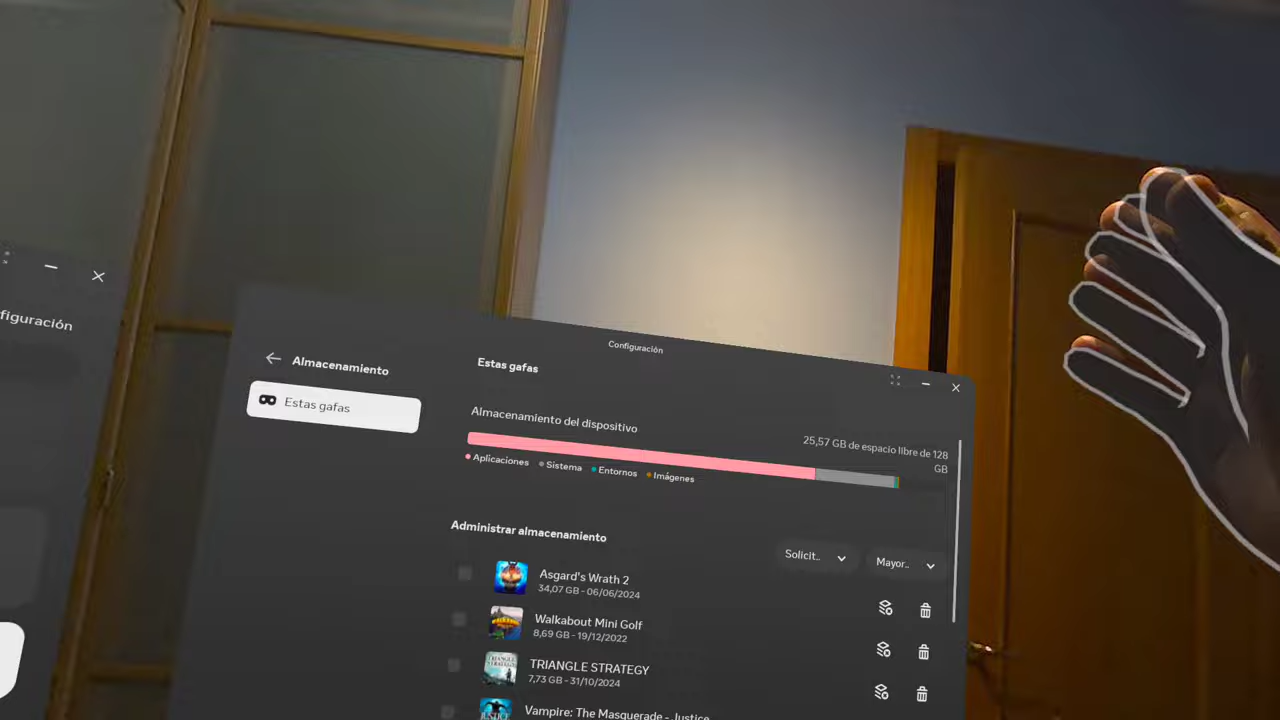 figuración
Configuración
Almacenamiento
Estas gafas
Estas gafas
Almacenamiento del dispositivo
25,57 GB de espacio libre de 128
GB
Aplicaciones
Sistema
Entornos
Imágenes
Administrar almacenamiento
Solicit..
Mayor..
Asgard's Wrath 2
34,07 GB - 06/06/2024
Walkabout Mini Golf
8,69 GB - 19/12/2022
TRIANGLE STRATEGY
7,73 GB - 31/10/2024
Vampire: The Masquerade - Justice